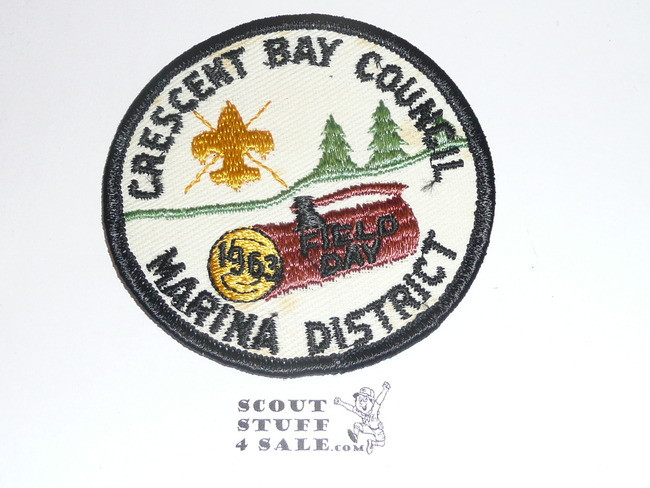 CRESCENT BAY COUNCIL
1963
FIELD
DAY
MARINA DISTRICT
SCOUT
STUFF
4 SALE.COM